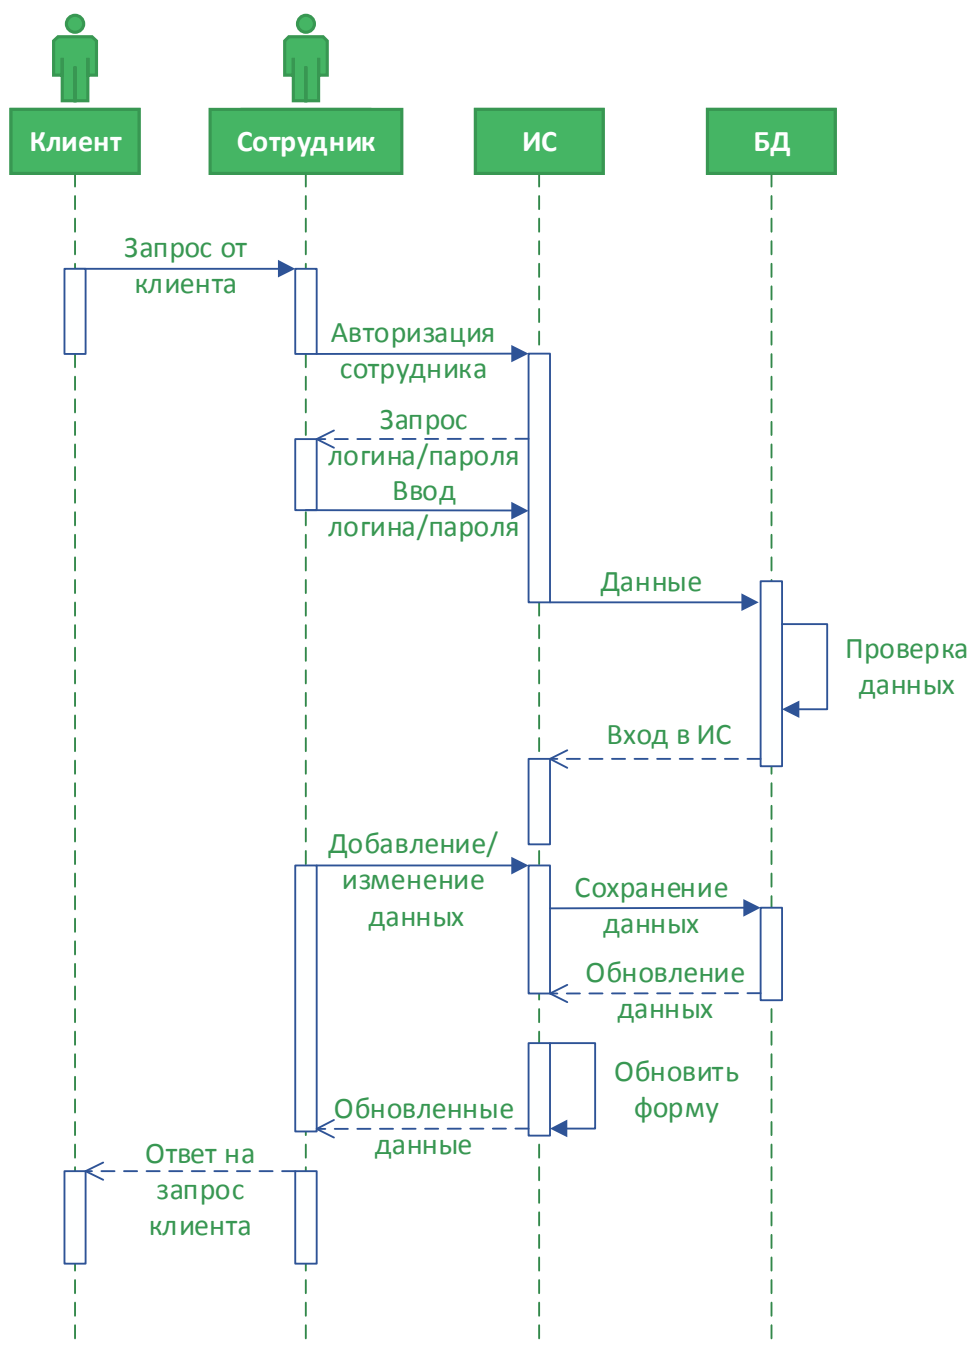 Клиент
Сотрудник
ИС
БД
Запрос от
клиента
Авторизация
сотрудника
Запрос
логина/пароля
Ввод
логина/пароля
Данные
Проверка
данных
Вход в ИС
Добавление/
изменение
данных
Сохранение
данных
Обновление
данных
Обновить
форму
Обновленные
данные
Ответ на
запрос
клиента